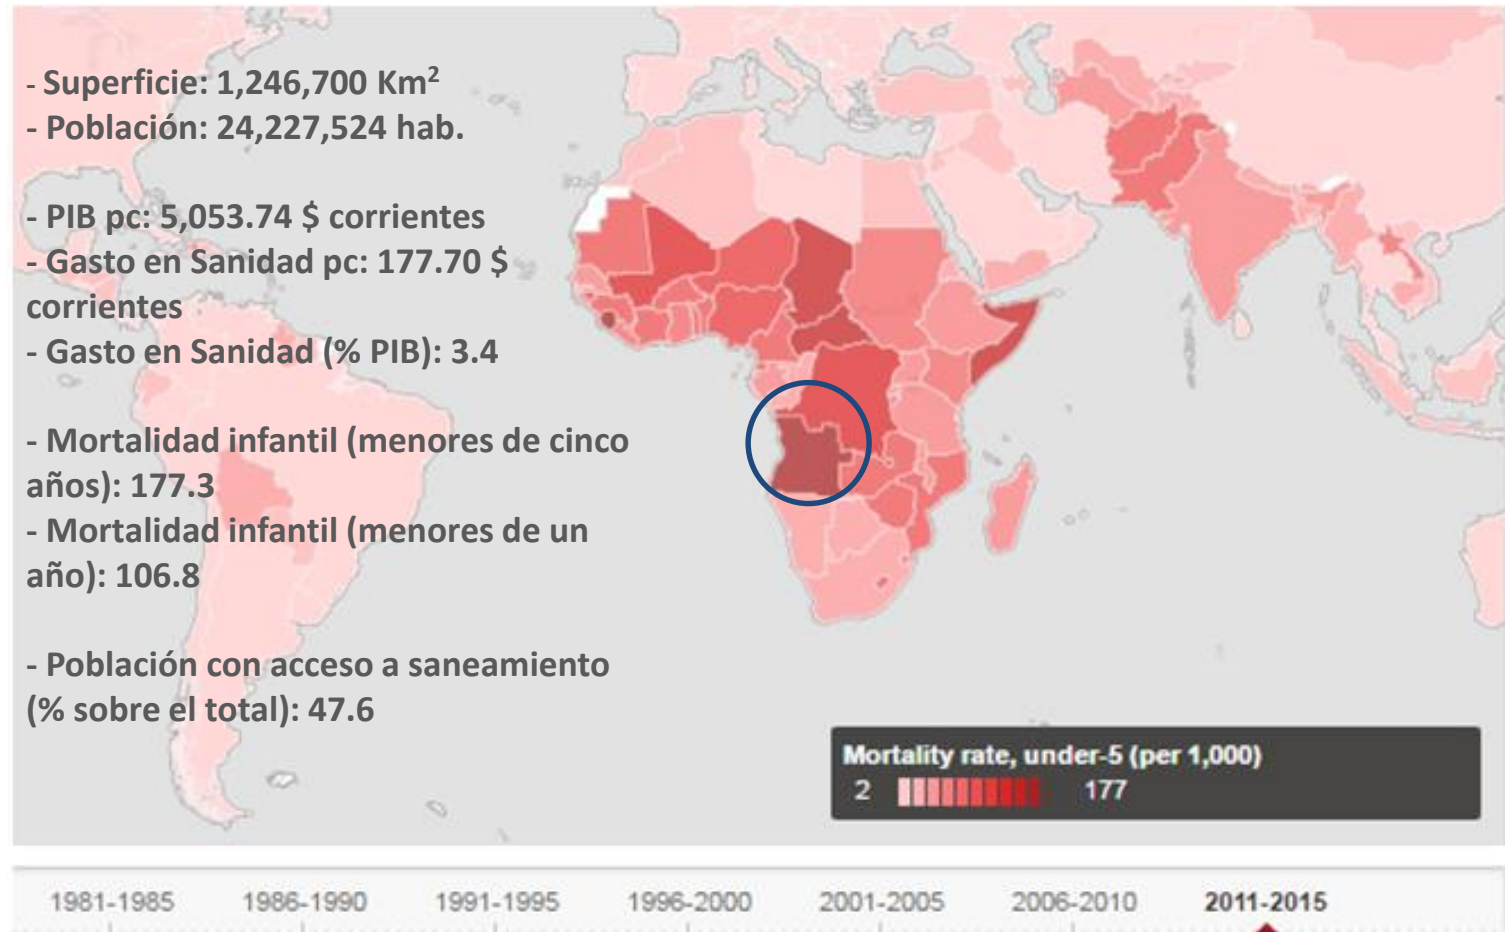 - Superficie: 1,246,700 Km²
- Población: 24,227,524 hab.
- PIB pc: 5,053.74 $ corrientes
- Gasto en Sanidad pc: 177.70 $
corrientes
- Gasto en Sanidad (% PIB): 3.4
- Mortalidad infantil (menores de cinco
años): 177.3
- Mortalidad infantil (menores de un
año): 106.8
- Población con acceso a saneamiento
(% sobre el total): 47.6
Mortality rate, under-5 (per 1,000)
2 177
1981-1985 1986-1990 1991-1995 1996-2000 2001-2005 2006-2010 2011-2015